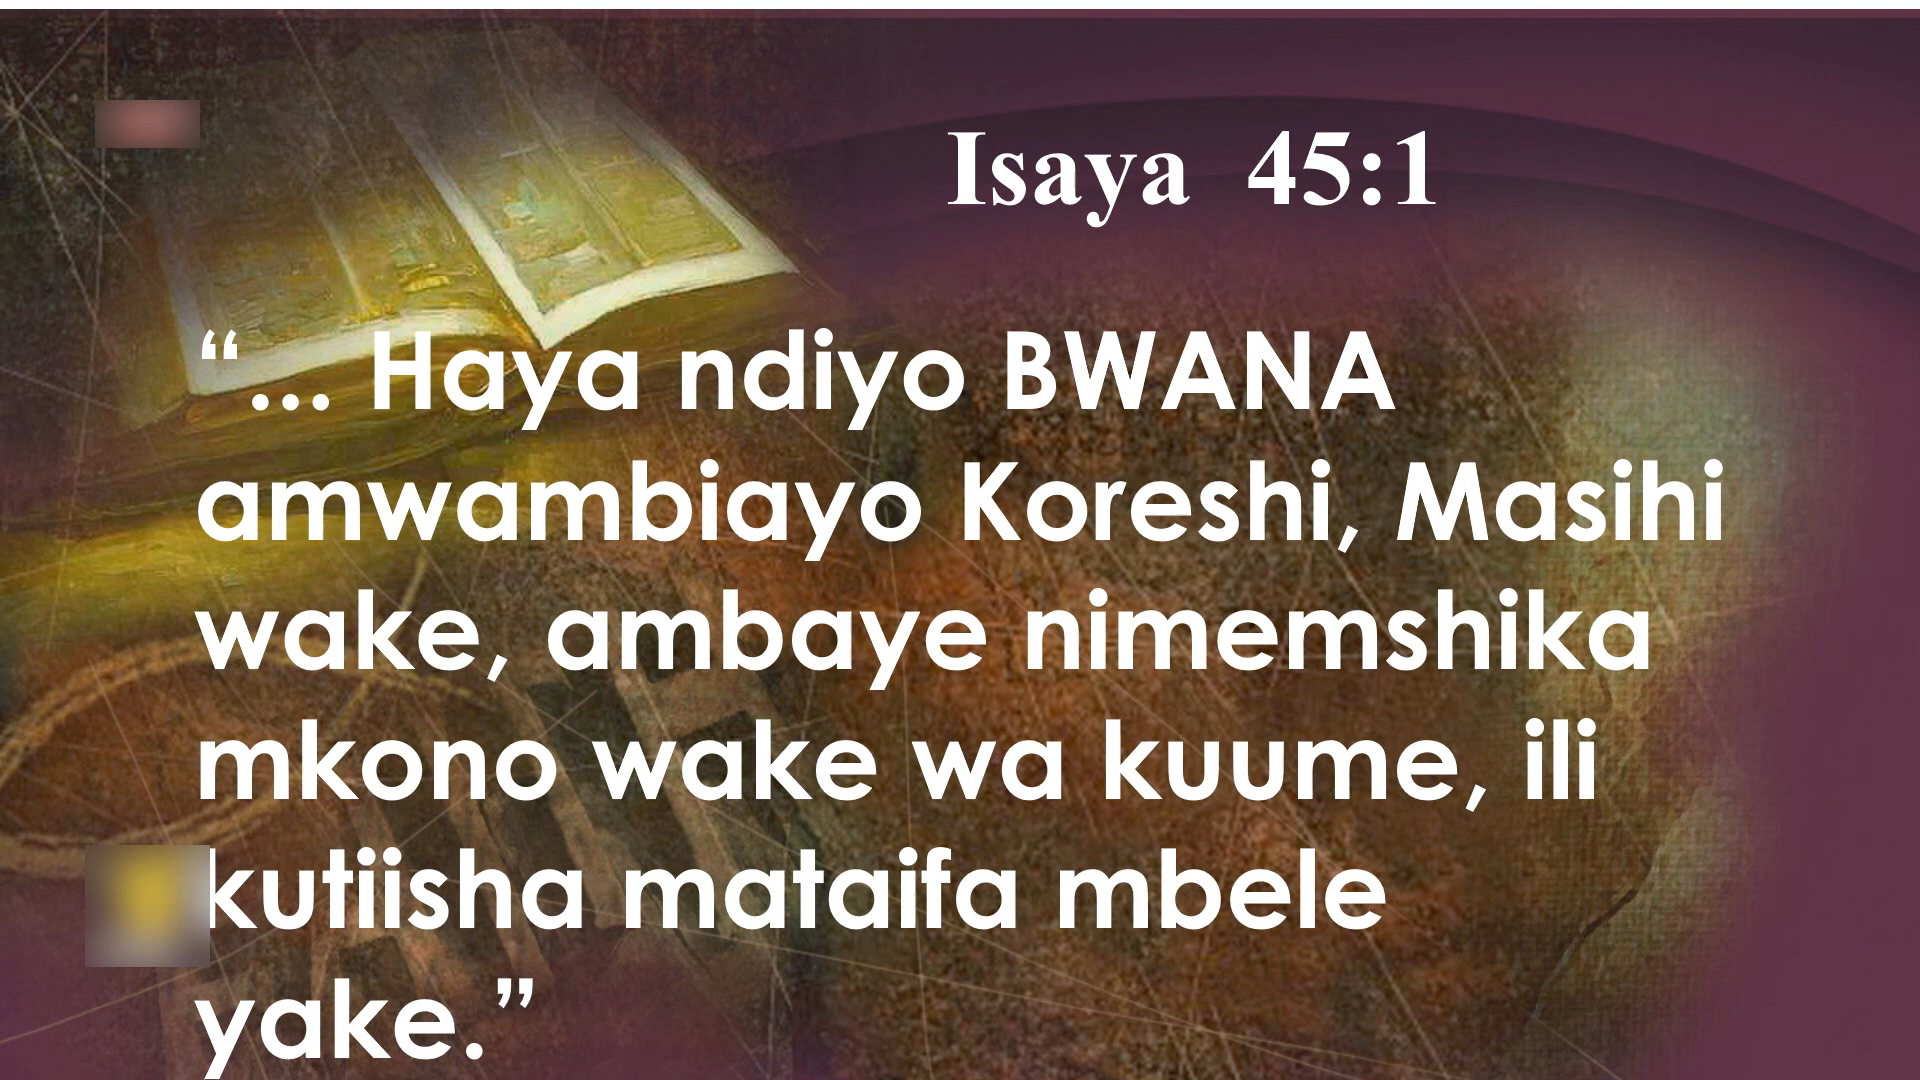 Isaya 45:1
“... Haya ndiyo BWANA
amwambiayo Koreshi, Masihi
wake, ambaye nimemshika
mkono wake wa kuume, ili
kutiisha mataifa mbele
yake.”